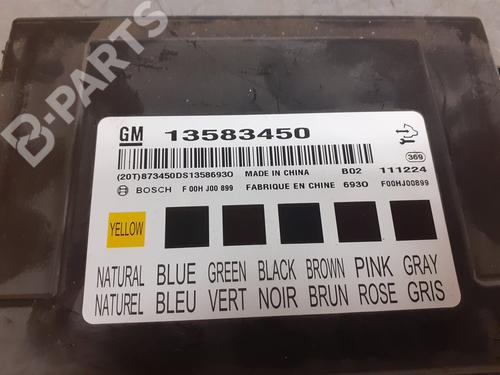 B-PARTS
GM 13583450
(20T)873450DS13586930 MADE IN CHINA B02 111224
369
BOSCH F 00H J00 899 FABRIQUE EN CHINE 6930 F00HJ00899
YELLOW
NATURAL BLUE GREEN BLACK BROWN PINK GRAY
NATUREL BLEU VERT NOIR BRUN ROSE GRIS